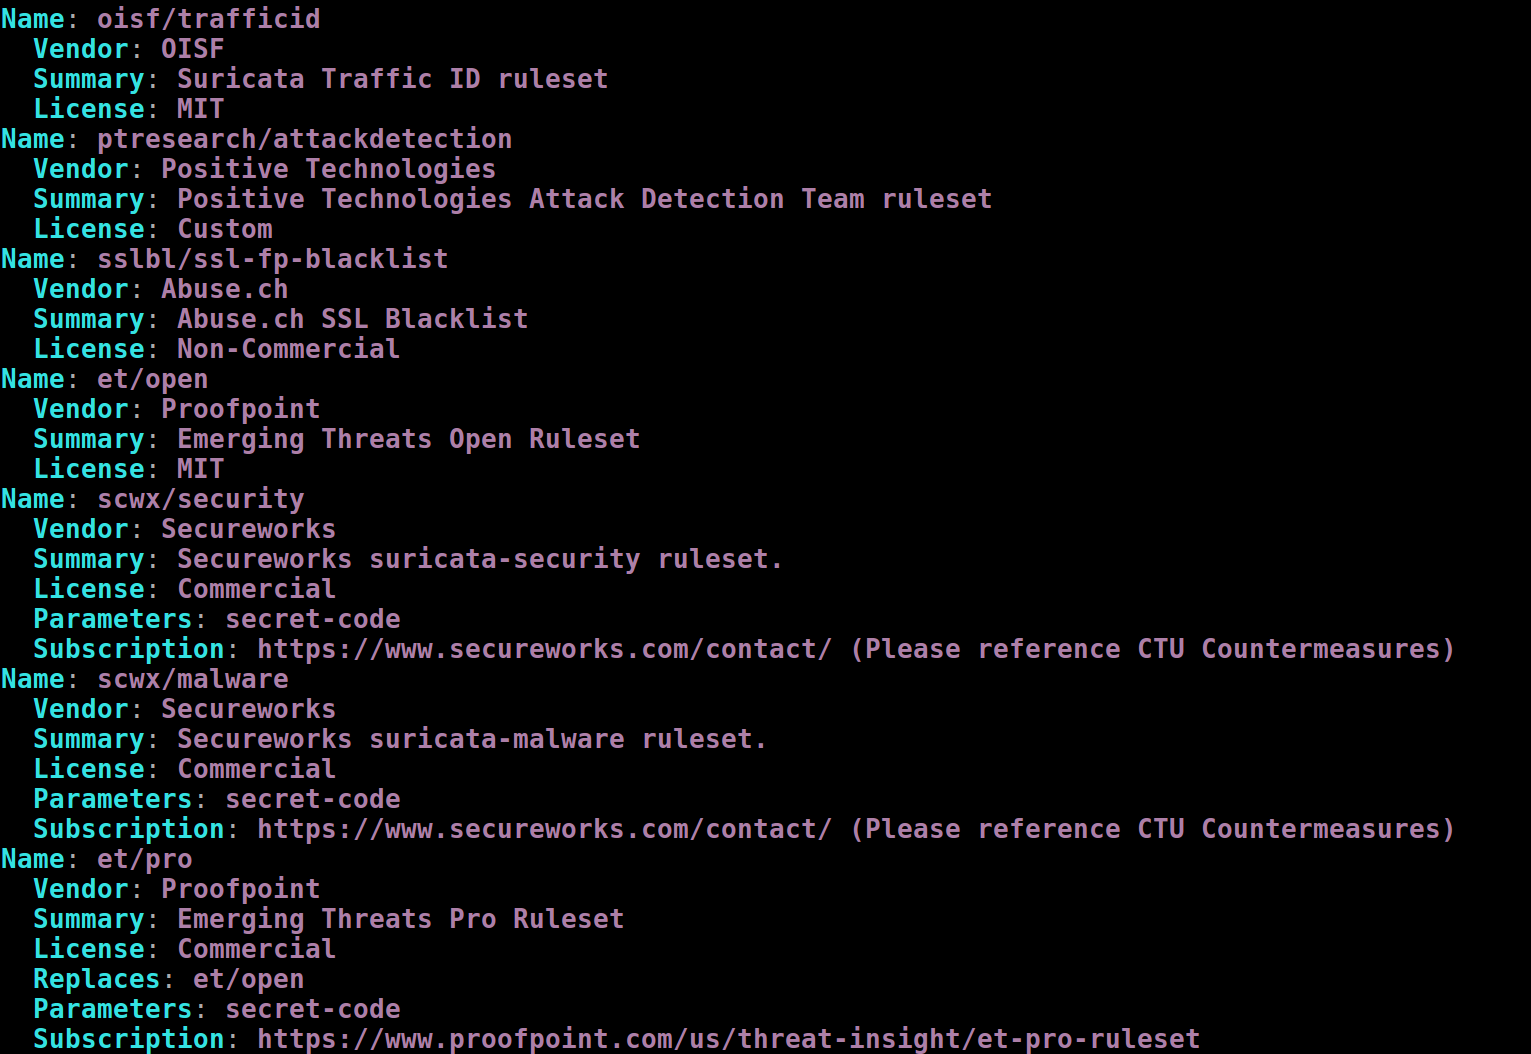 Name: oisf/trafficid
  Vendor: OISF
  Summary: Suricata Traffic ID ruleset
  License: MIT
Name: ptresearch/attackdetection
  Vendor: Positive Technologies
  Summary: Positive Technologies Attack Detection Team ruleset
  License: Custom
Name: sslbl/ssl-fp-blacklist
  Vendor: Abuse.ch
  Summary: Abuse.ch SSL Blacklist
  License: Non-Commercial
Name: et/open
  Vendor: Proofpoint
  Summary: Emerging Threats Open Ruleset
  License: MIT
Name: scwx/security
  Vendor: Secureworks
  Summary: Secureworks suricata-security ruleset.
  License: Commercial
  Parameters: secret-code
  Subscription: https://www.secureworks.com/contact/ (Please reference CTU Countermeasures)
Name: scwx/malware
  Vendor: Secureworks
  Summary: Secureworks suricata-malware ruleset.
  License: Commercial
  Parameters: secret-code
  Subscription: https://www.secureworks.com/contact/ (Please reference CTU Countermeasures)
Name: et/pro
  Vendor: Proofpoint
  Summary: Emerging Threats Pro Ruleset
  License: Commercial
  Replaces: et/open
  Parameters: secret-code
  Subscription: https://www.proofpoint.com/us/threat-insight/et-pro-ruleset